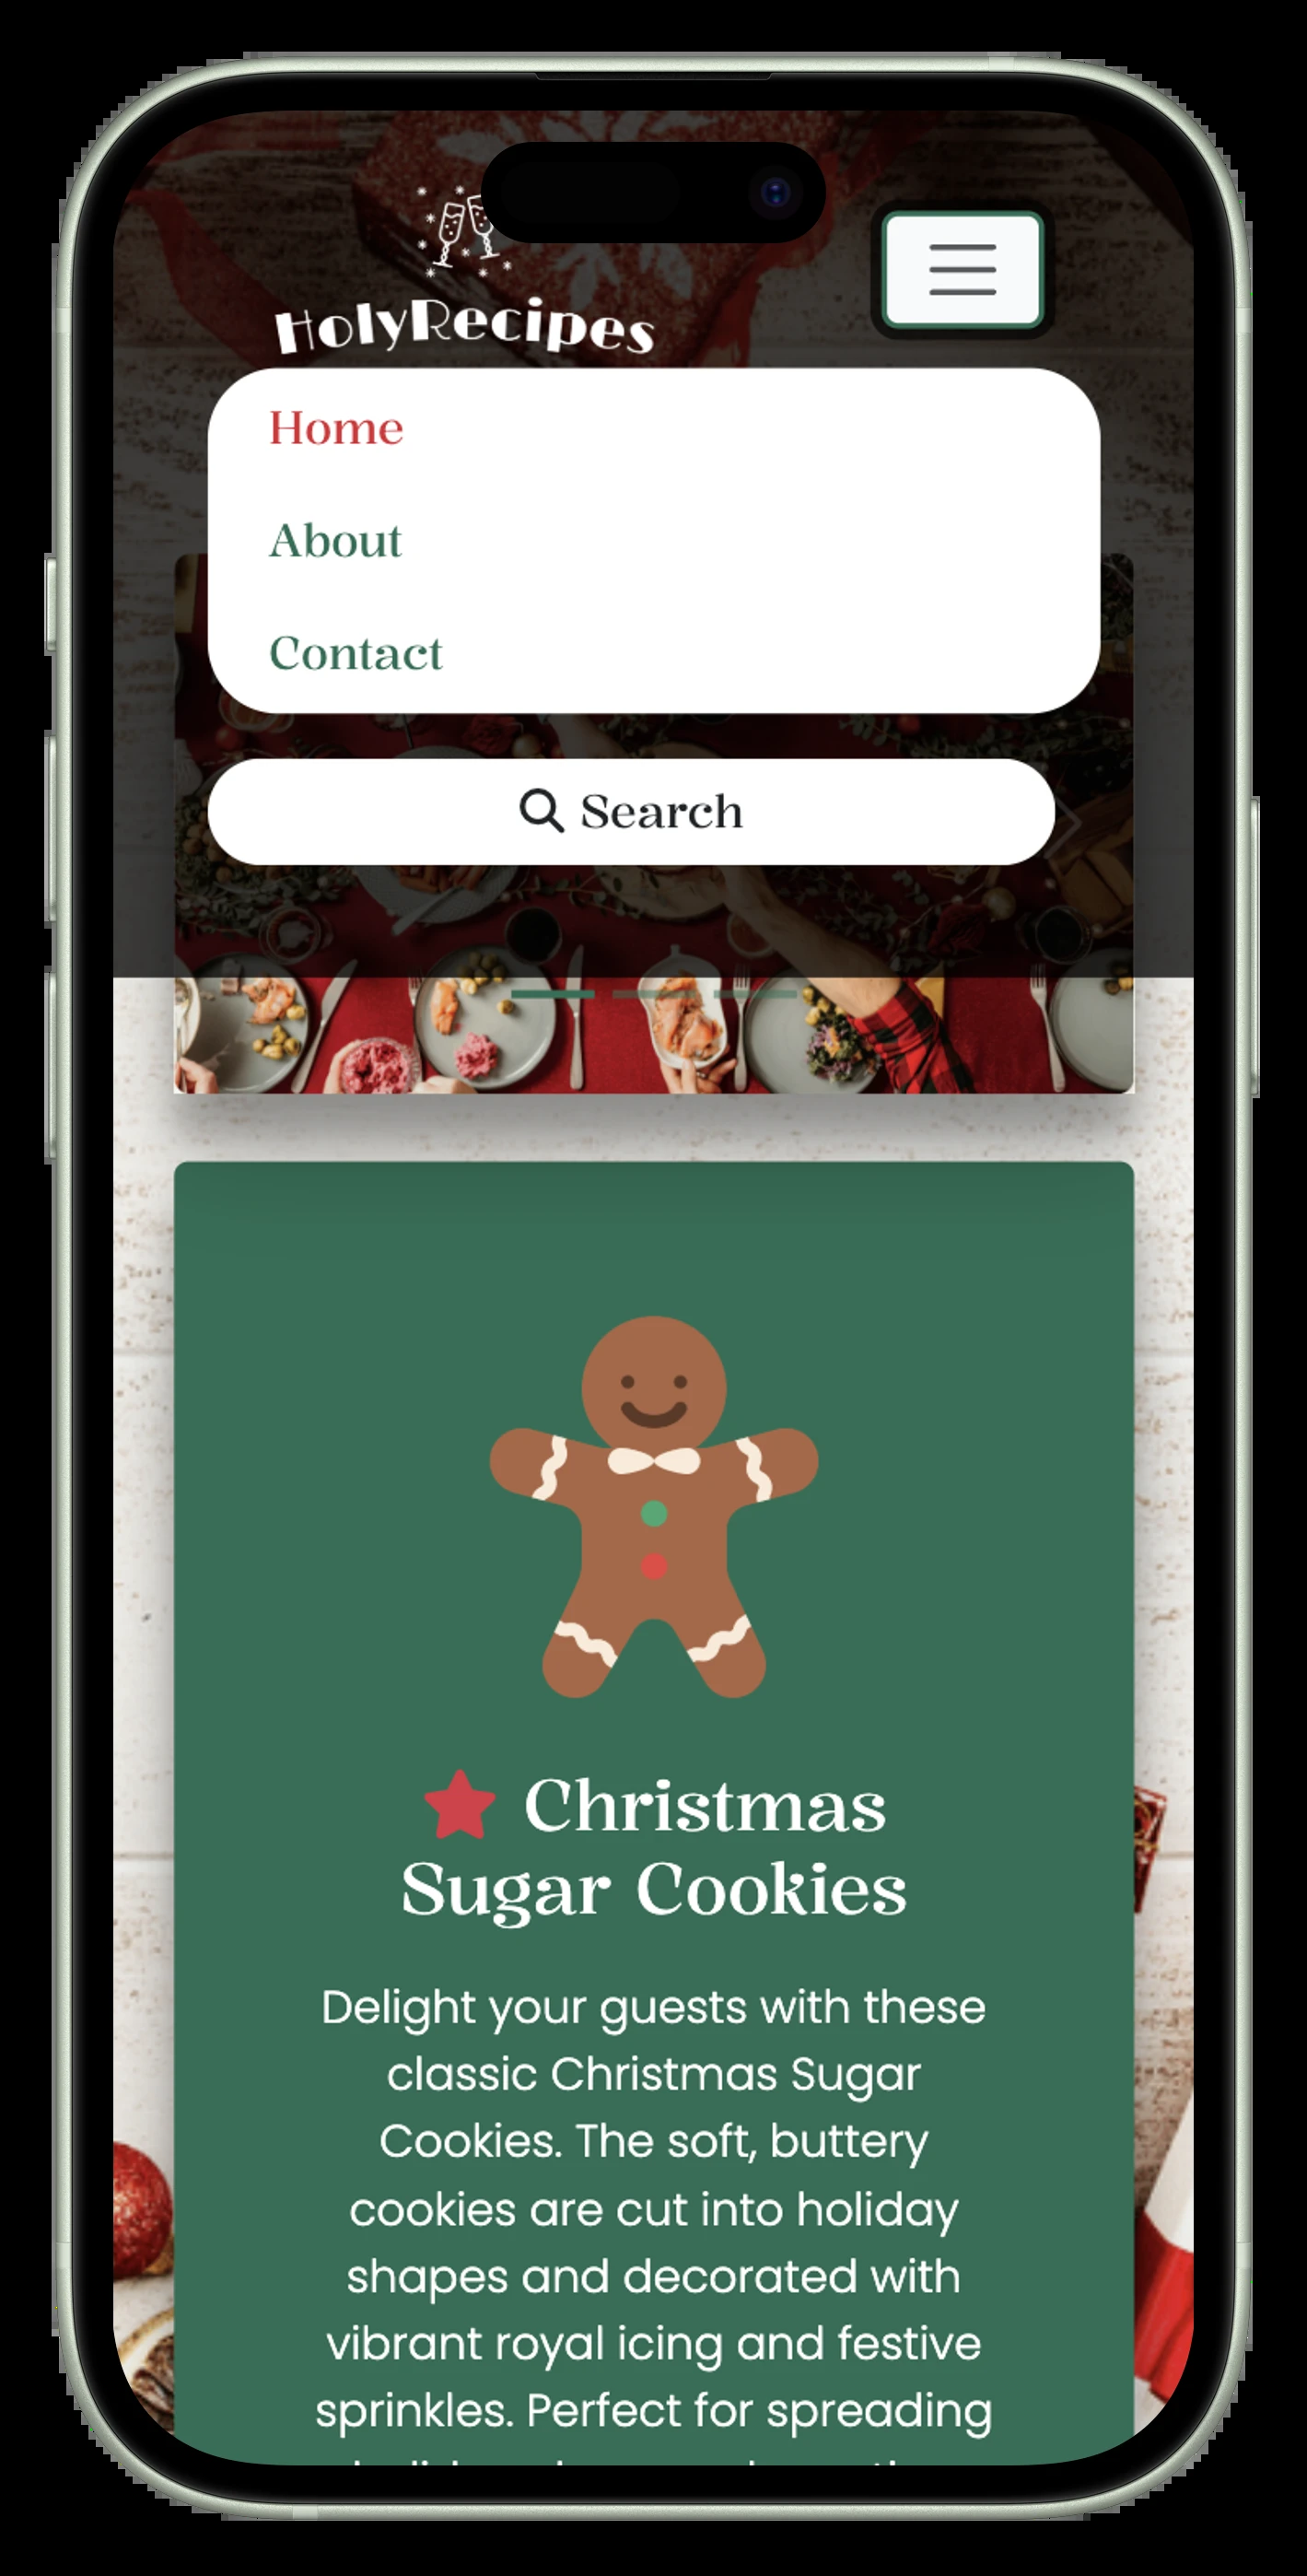 HolyRecipes
Home
About
Contact
Search
Christmas
Sugar Cookies
Delight your guests with these
classic Christmas Sugar
Cookies. The soft, buttery
cookies are cut into holiday
shapes and decorated with
vibrant royal icing and festive
sprinkles. Perfect for spreading